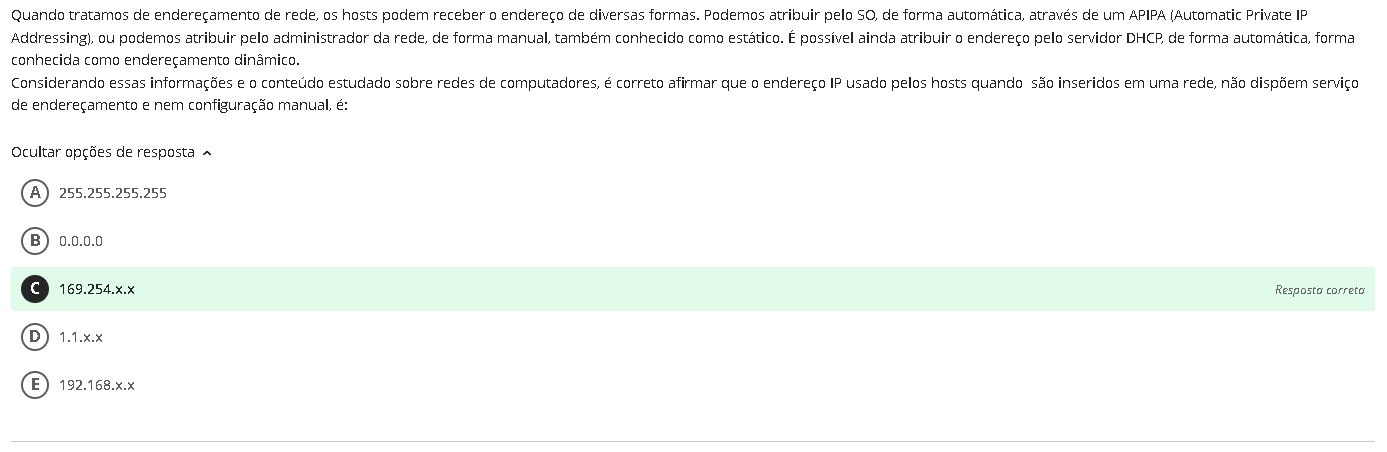 Quando tratamos de endereçamento de rede, os hosts podem receber o endereço de diversas formas. Podemos atribuir pelo SO, de forma automática, através de um APIPA (Automatic Private IP
Addressing), ou podemos atribuir pelo administrador da rede, de forma manual, também conhecido como estático. É possível ainda atribuir o endereço pelo servidor DHCP, de forma automática, forma
conhecida como endereçamento dinâmico.
Considerando essas informações e o conteúdo estudado sobre redes de computadores, é correto afirmar que o endereço IP usado pelos hosts quando  são inseridos em uma rede, não dispõem serviço
de endereçamento e nem configuração manual, é:
Ocultar opções de resposta
A 255.255.255.255
B 0.0.0.0
C 169.254.x.x Resposta correta
D 1.1.x.x
E 192.168.x.x